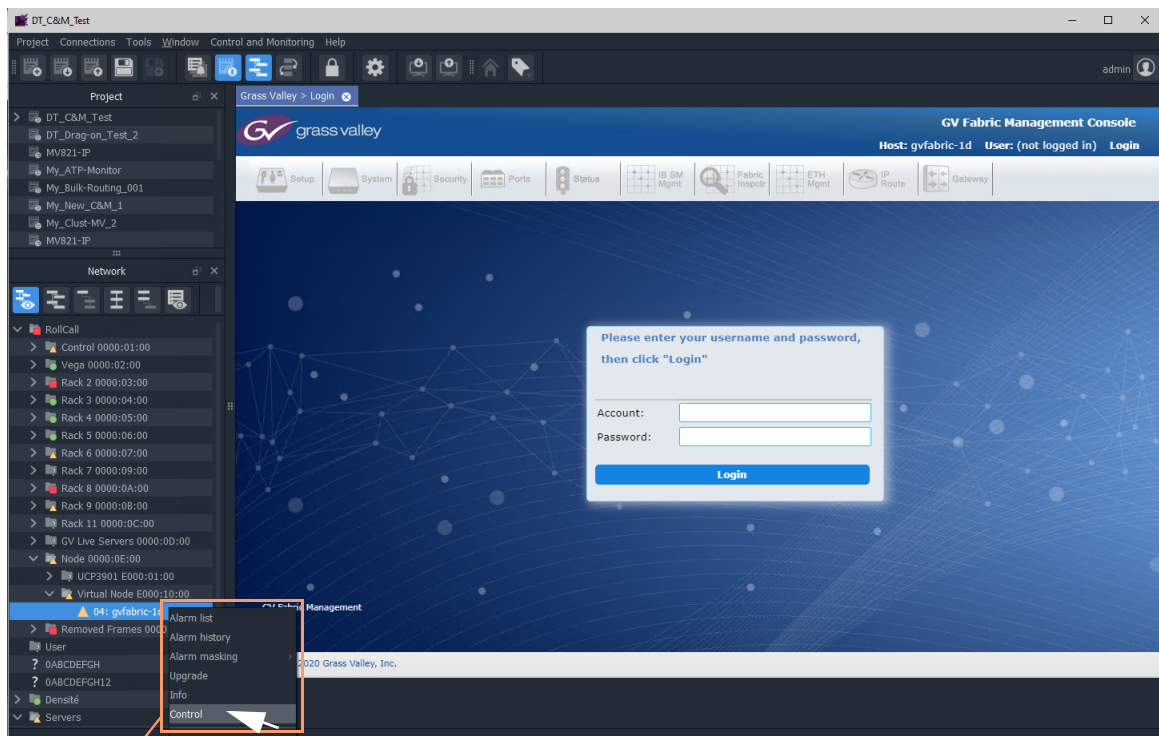 DT_C&M_Test
Project Connections Tools Window Control and Monitoring Help
admin
Project
DT_C&M_Test
DT_Drag-on_Test_2
MV821-IP
My_ATP-Monitor
My_Bulk-Routing_001
My_New_C&M_1
My_Clust-MV_2
MV821-IP
Network
RollCall
Control 0000:01:00
Vega 0000:02:00
Rack 2 0000:03:00
Rack 3 0000:04:00
Rack 4 0000:05:00
Rack 5 0000:06:00
Rack 6 0000:07:00
Rack 7 0000:09:00
Rack 8 0000:0A:00
Rack 9 0000:0B:00
Rack 11 0000:0C:00
GV Live Servers 0000:0D:00
Node 0000:0E:00
UCP3901 E000:01:00
Virtual Node E000:10:00
04: gvfabric-1d
Removed Frames 0000
User
? 0ABCDEFGH
? 0ABCDEFGH12
Densité
Servers
Alarm list
Alarm history
Alarm masking
Upgrade
Info
Control
Grass Valley > Login
GV grass valley
GV Fabric Management Console
Host: gvfabric-1d User: (not logged in) Login
Setup
System
Security
Ports
Status
IB SM
Mgmt
Fabric
Inspctr
ETH
Mgmt
IP
Route
Gateway
Please enter your username and password,
then click "Login"
Account:
Password:
Login
GV Fabric Management
2020 Grass Valley, Inc.